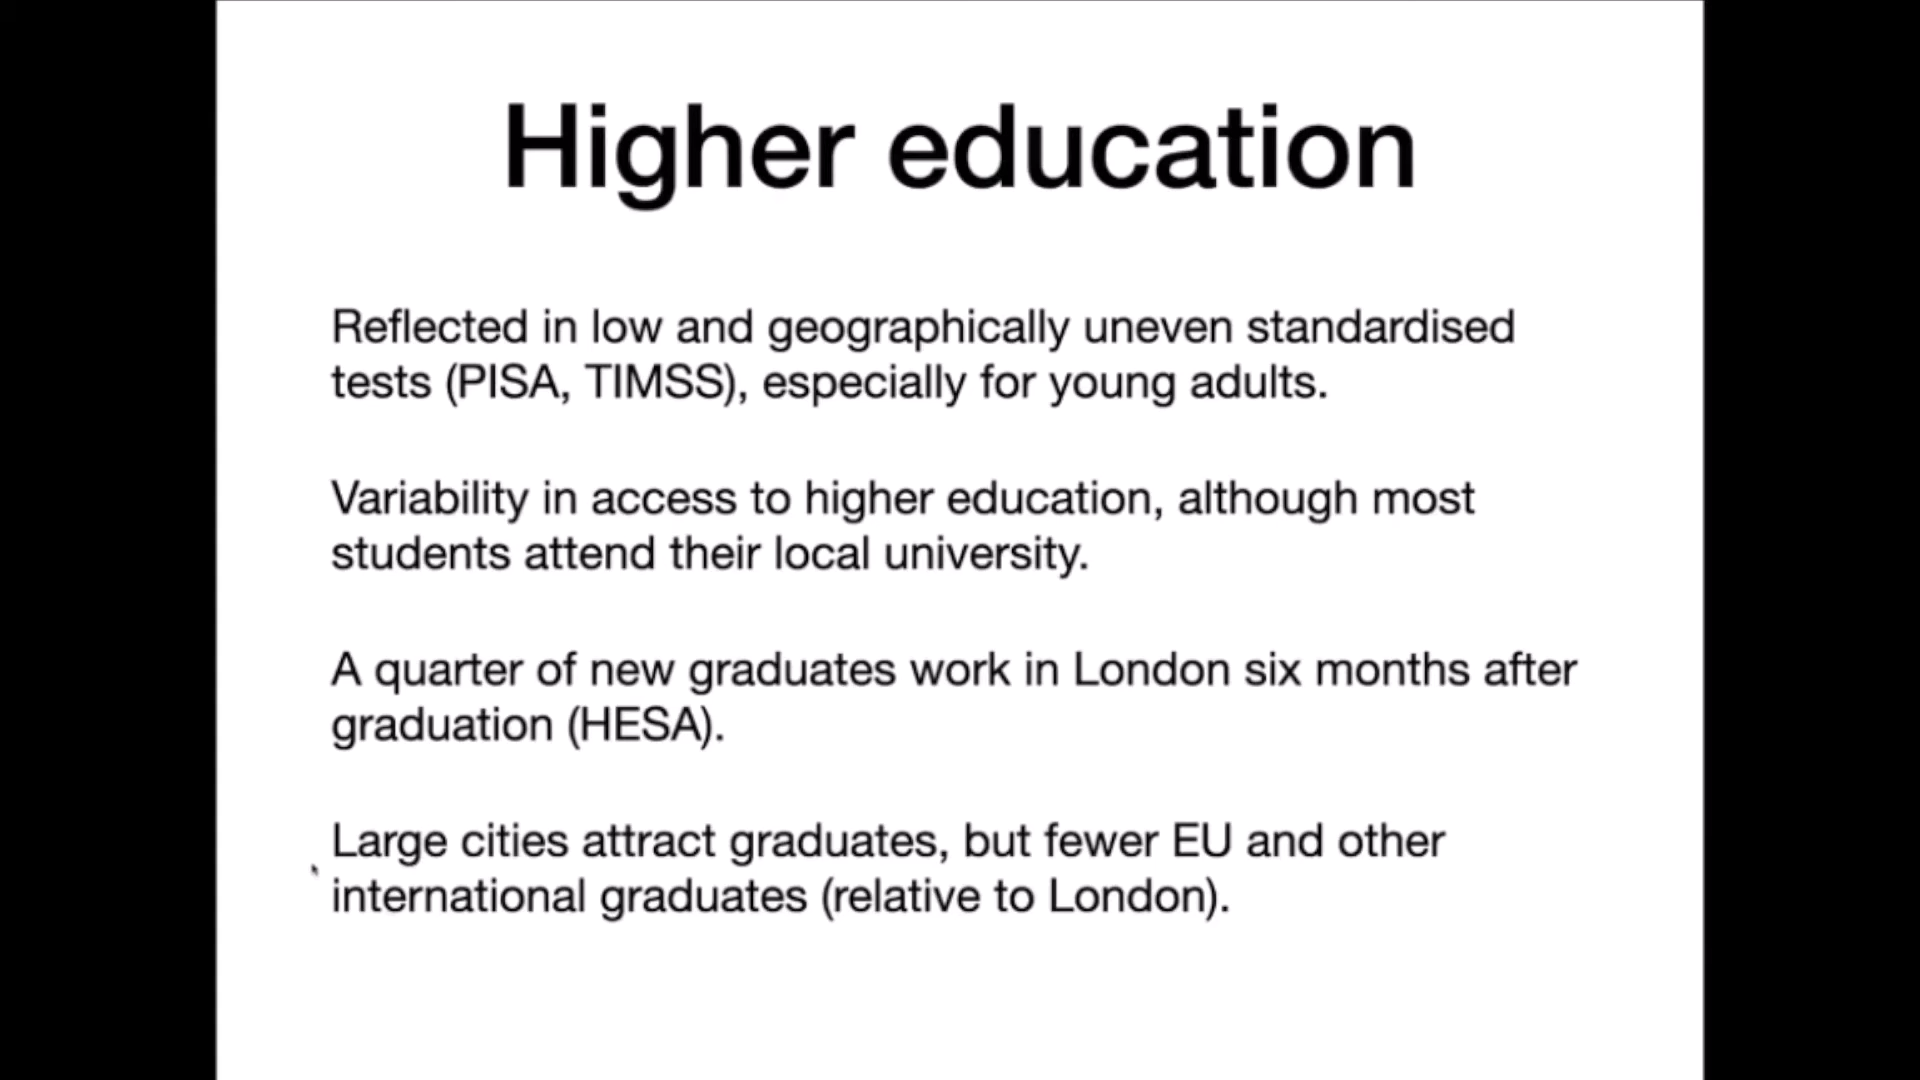 Higher education
Reflected in low and geographically uneven standardised
tests (PISA, TIMSS), especially for young adults.
Variability in access to higher education, although most
students attend their local university.
A quarter of new graduates work in London six months after
graduation (HESA).
Large cities attract graduates, but fewer EU and other
international graduates (relative to London).